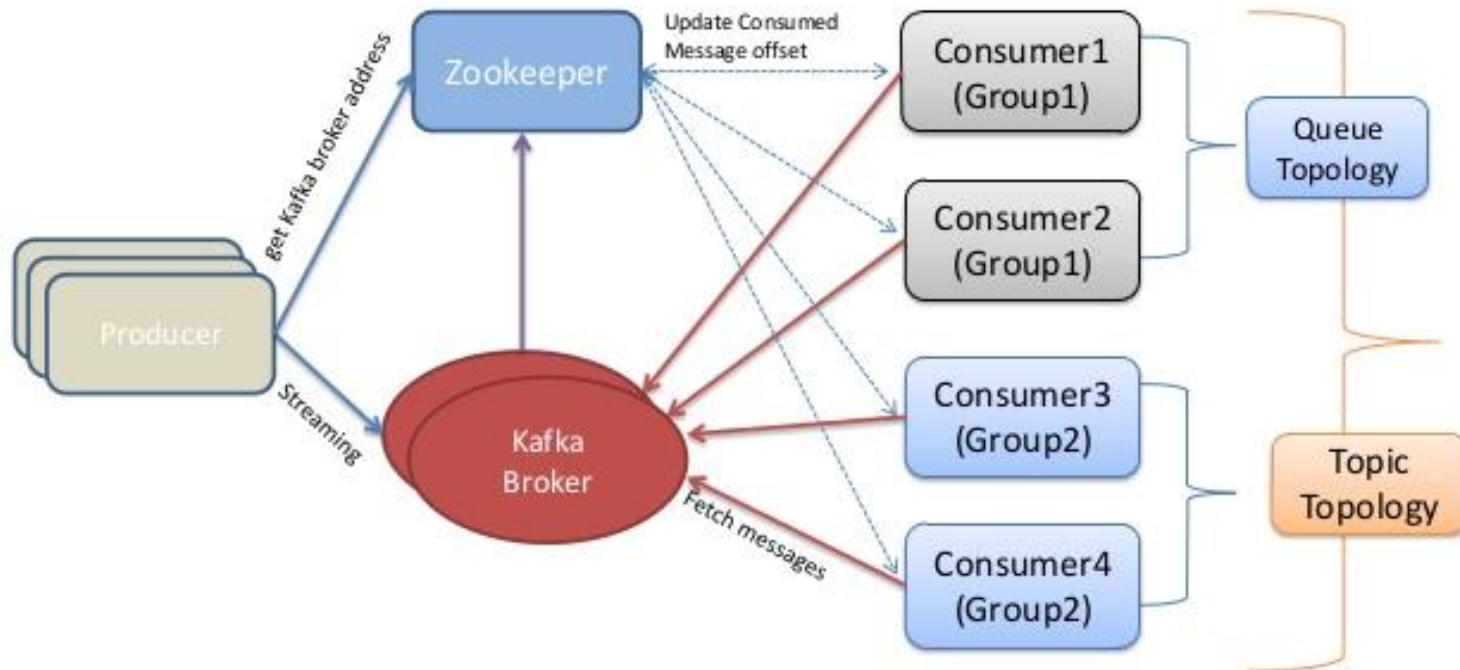 Update Consumed
Message offset
Zookeeper
get Kafka broker address
Consumer1
(Group1)
Queue
Topology
Consumer2
(Group1)
Producer
Streaming
Kafka
Broker
Fetch messages
Consumer3
(Group2)
Topic
Topology
Consumer4
(Group2)